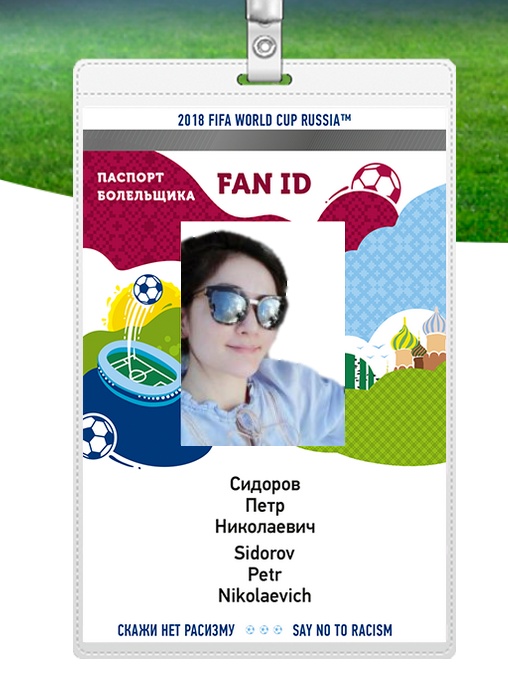 2018 FIFA WORLD CUP RUSSIA™
ПАСПОРТ
БОЛЕЛЬЩИКА
FAN ID
Сидоров
Петр
Николаевич
Sidorov
Petr
Nikolaevich
СКАЖИ НЕТ РАСИЗМУ SAY NO TO RACISM